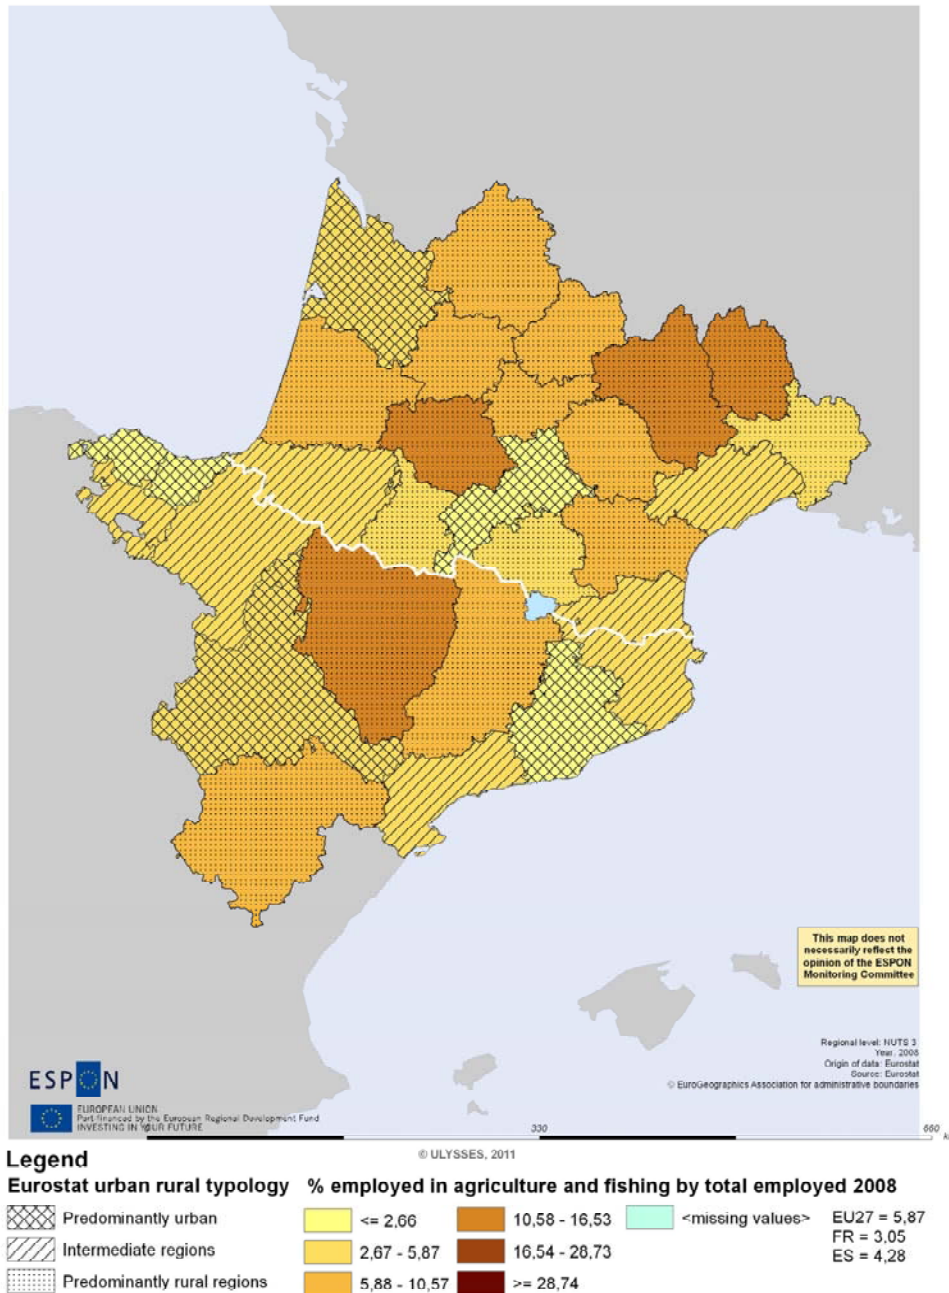 This map does not
necessarily reflect the
opinion of the ESPON
Monitoring Committee
Regional level: NUTS 3
Year, 2008
Origin of data: Eurostat
Source: Eurostat
© EuroGeographics Association for administrative boundaries
ESPON
EUROPEAN UNION
Part-financed by the European Regional Development Fund
INVESTING IN YOUR FUTURE
0
330
660
k
© ULYSSES, 2011
Legend
Eurostat urban rural typology
Predominantly urban
Intermediate regions
Predominantly rural regions
% employed in agriculture and fishing by total employed 2008
<= 2,66
2,67 - 5,87
5,88 - 10,57
10,58 - 16,53
16,54 - 28,73
>= 28,74
<missing values>
EU27 = 5,87
FR = 3,05
ES = 4,28